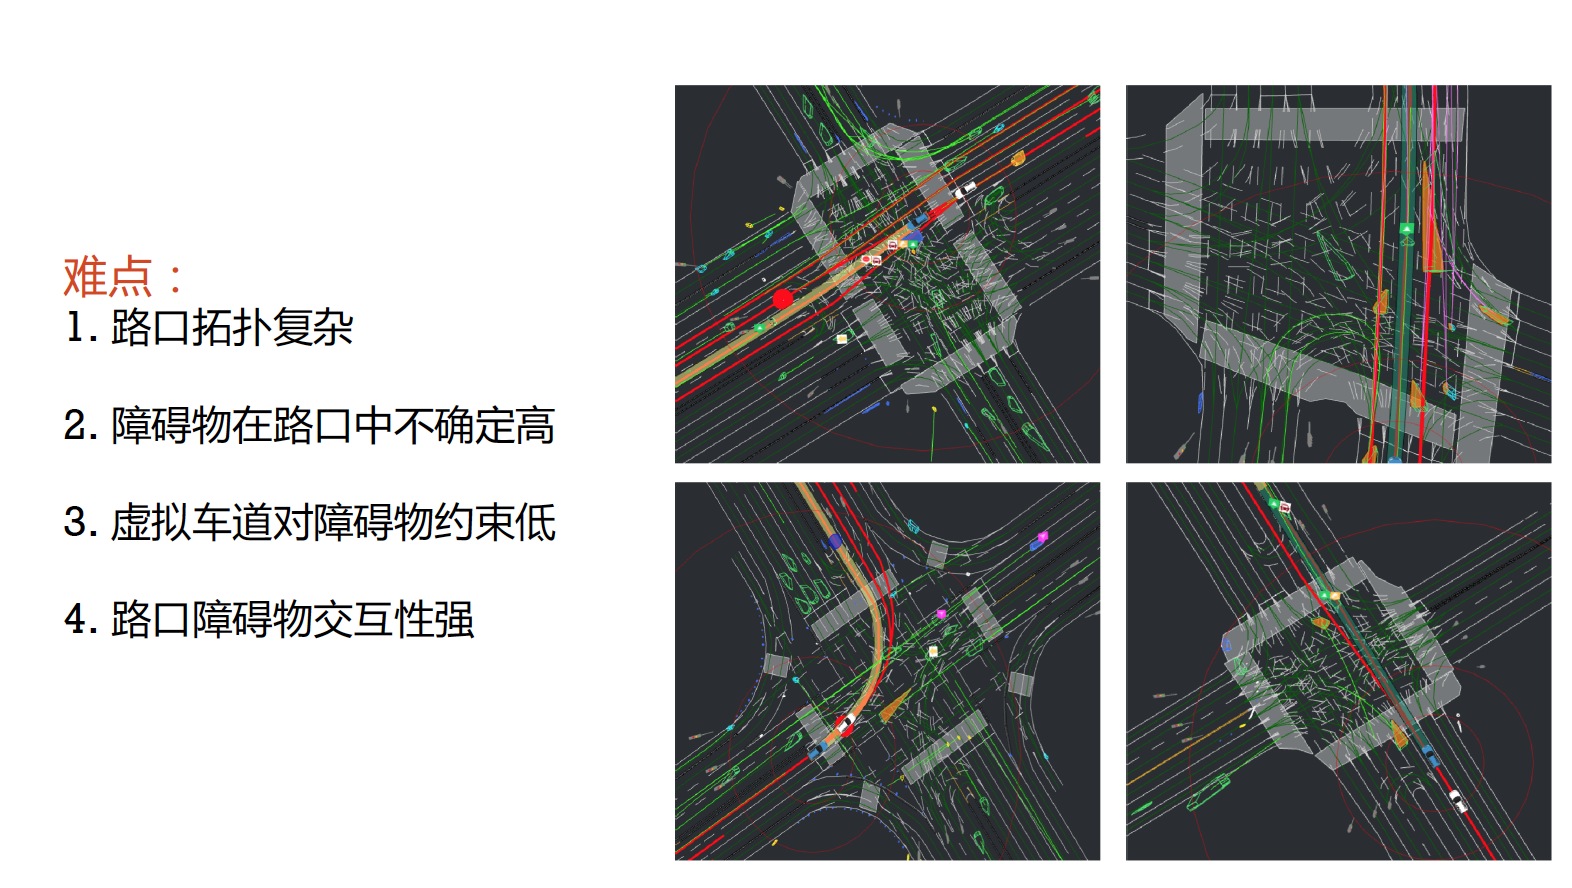 难点：
1. 路口拓扑复杂
2. 障碍物在路口中不确定高
3. 虚拟车道对障碍物约束低
4. 路口障碍物交互性强